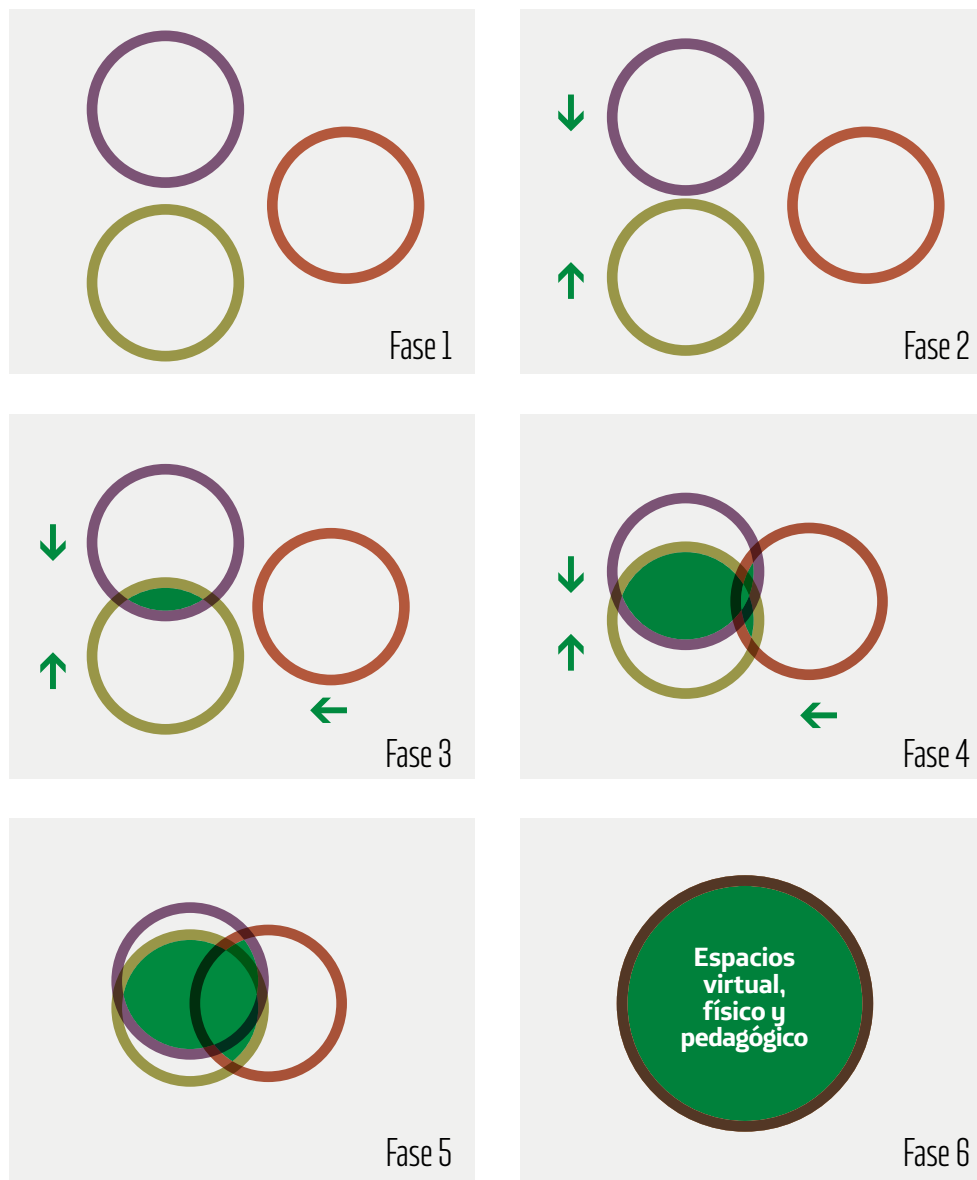 Fase 1
Fase 2
Fase 3
Fase 4
Fase 5
Espacios
virtual,
físico y
pedagógico
Fase 6